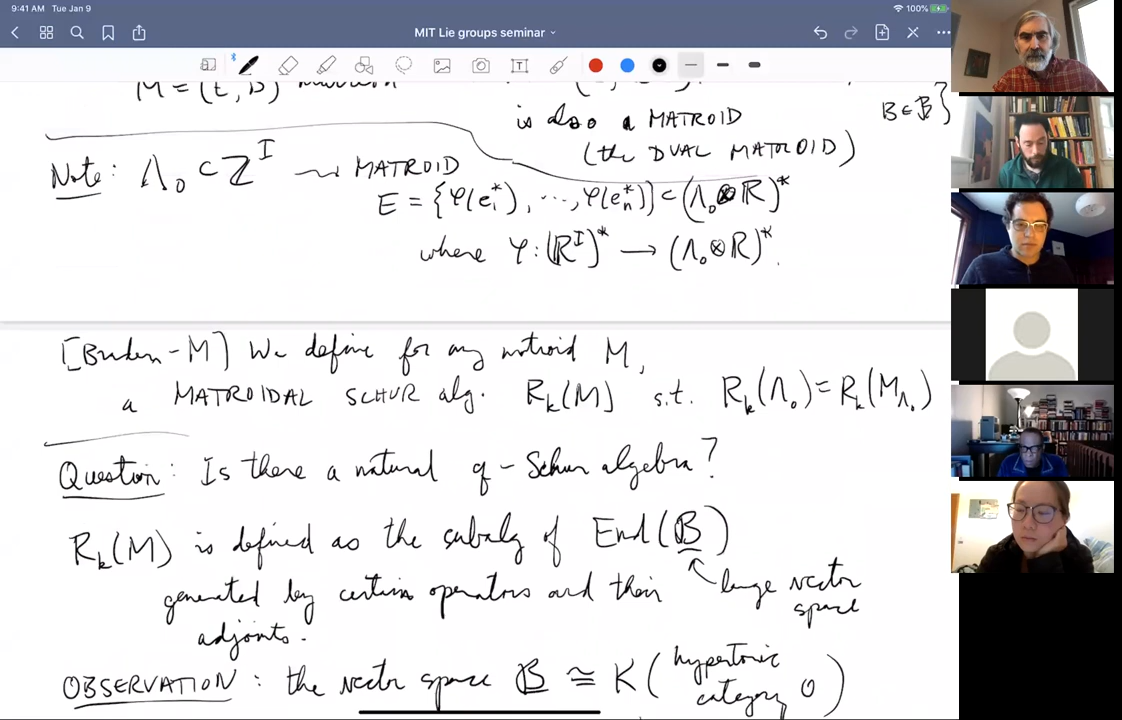 9:41 AM Tue Jan 9
100%
MIT Lie groups seminar
M = (E, B)
is also a MATROID
(the DUAL MATROID)
B ∈ 𝔹}
Note: Λ₀ ⊂ ℤ^I ⇝ MATROID
E = {φ(e₁*), ..., φ(eₙ*)} ⊂ (Λ₀⊗ℝ)*
where φ: (ℝ^I)* → (Λ₀⊗ℝ)*.
[Braden-M] We define for any matroid M,
a MATROIDAL SCHUR alg. R_k(M) s.t. R_k(Λ₀) = R_k(M_Λ₀)
Question: Is there a natural q-Schur algebra?
R_k(M) is defined as the subalg of End(B)
generated by certain operators and their
adjoints.
large vector
space
OBSERVATION: the vector space B ≅ K(hypertoric
category O)